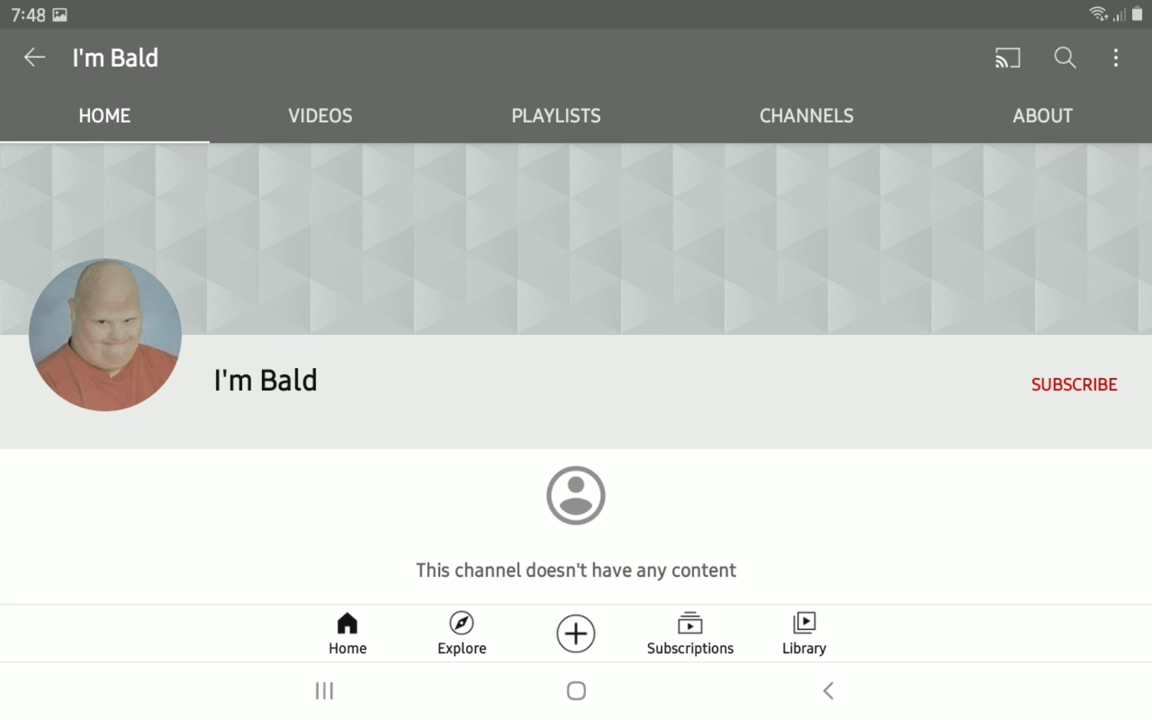 7:48
I'm Bald
HOME VIDEOS PLAYLISTS CHANNELS ABOUT
I'm Bald
SUBSCRIBE
This channel doesn't have any content
Home Explore Subscriptions Library